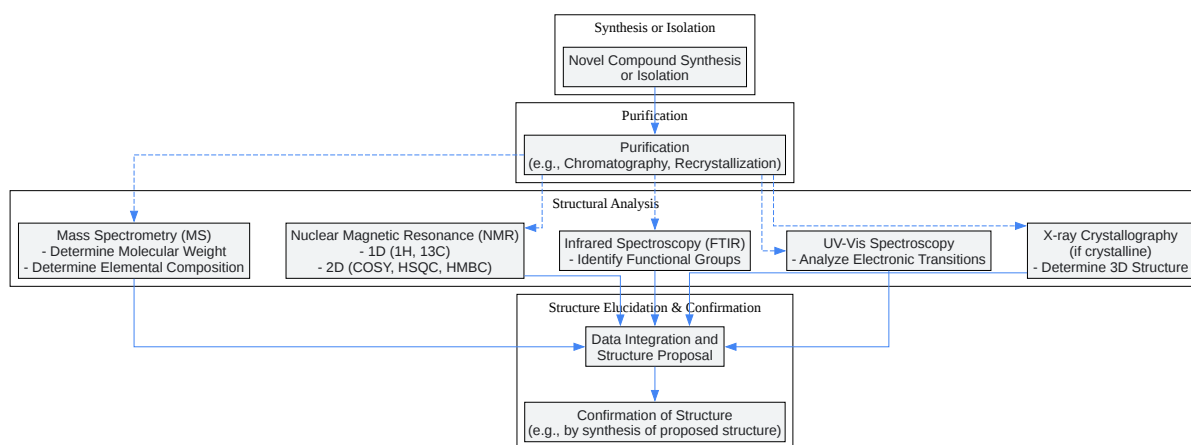 Synthesis or Isolation
Novel Compound Synthesis
or Isolation
Purification
Purification
(e.g., Chromatography, Recrystallization)
Structural Analysis
Mass Spectrometry (MS)
- Determine Molecular Weight
- Determine Elemental Composition
Nuclear Magnetic Resonance (NMR)
- 1D (1H, 13C)
- 2D (COSY, HSQC, HMBC)
Infrared Spectroscopy (FTIR)
- Identify Functional Groups
UV-Vis Spectroscopy
- Analyze Electronic Transitions
X-ray Crystallography
(if crystalline)
- Determine 3D Structure
Structure Elucidation & Confirmation
Data Integration and
Structure Proposal
Confirmation of Structure
(e.g., by synthesis of proposed structure)